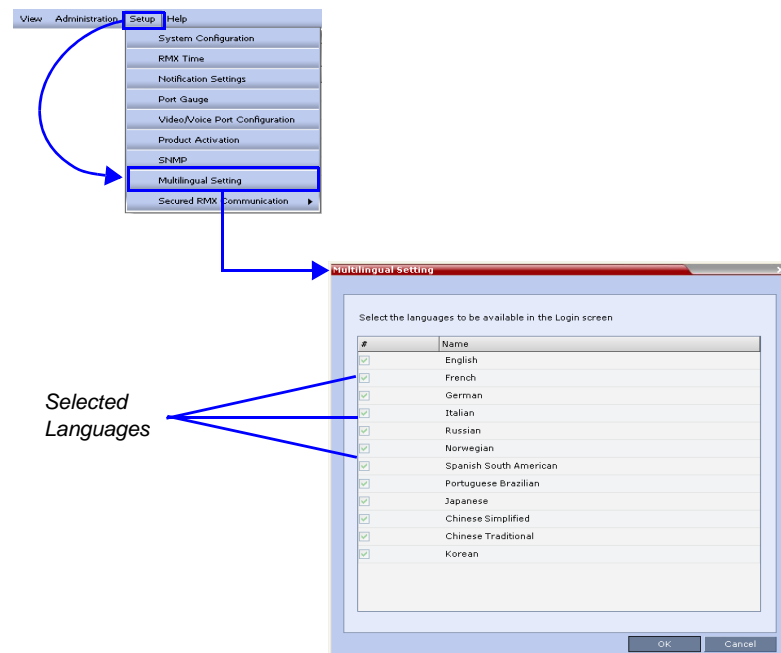 View Administration Setup Help
System Configuration
RMX Time
Notification Settings
Port Gauge
Video/Voice Port Configuration
Product Activation
SNMP
Multilingual Setting
Secured RMX Communication
Multilingual Setting
Select the languages to be available in the Login screen
# Name
English
French
German
Italian
Russian
Norwegian
Spanish South American
Portuguese Brazilian
Japanese
Chinese Simplified
Chinese Traditional
Korean
Selected
Languages
OK Cancel